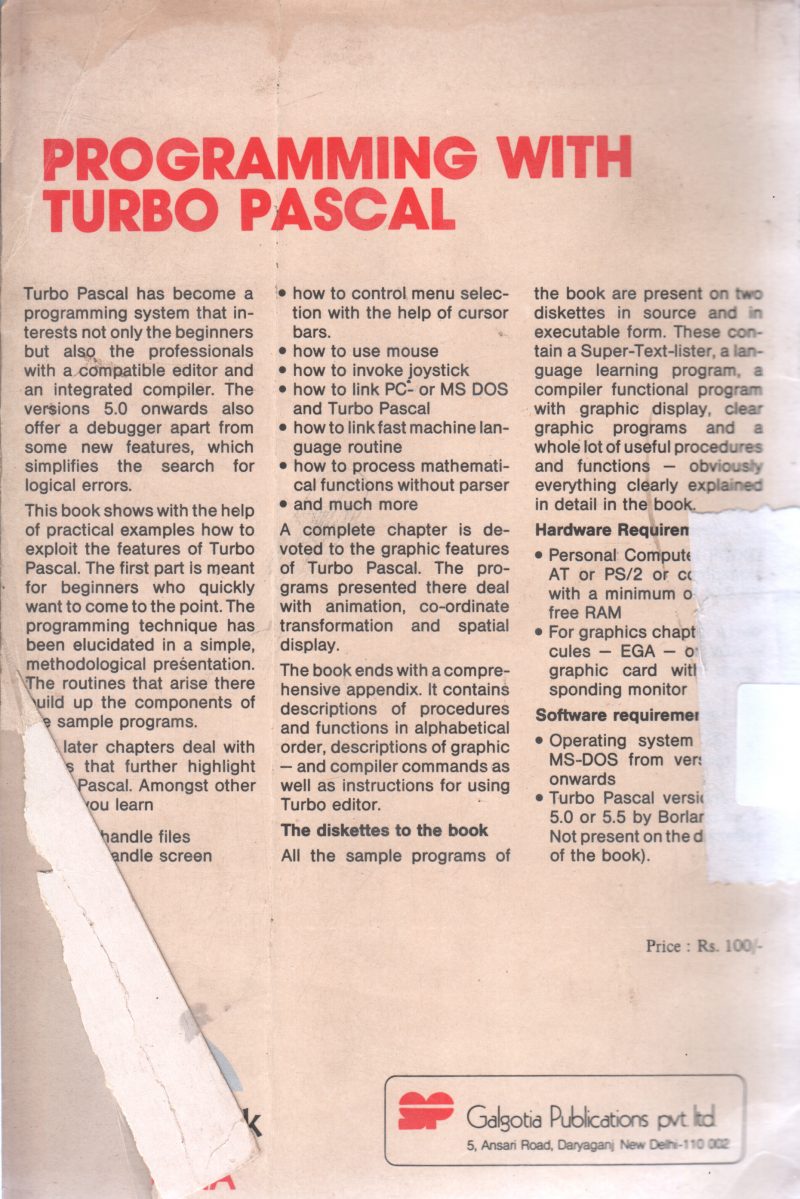 PROGRAMMING WITH
TURBO PASCAL
Turbo Pascal has become a
programming system that in-
terests not only the beginners
but also the professionals
with a compatible editor and
an integrated compiler. The
versions 5.0 onwards also
offer a debugger apart from
some new features, which
simplifies the search for
logical errors.
This book shows with the help
of practical examples how to
exploit the features of Turbo
Pascal. The first part is meant
for beginners who quickly
want to come to the point. The
programming technique has
been elucidated in a simple,
methodological presentation.
The routines that arise there
up the components of
sample programs.
later chapters deal with
that further highlight
Pascal. Amongst other
you learn
handle files
screen
• how to control menu selec-
tion with the help of cursor
bars.
• how to use mouse
• how to invoke joystick
• how to link PC- or MS DOS
and Turbo Pascal
• how to link fast machine lan-
guage routine
• how to process mathemati-
cal functions without parser
• and much more
A complete chapter is de-
voted to the graphic features
of Turbo Pascal. The pro-
grams presented there deal
with animation, co-ordinate
transformation and spatial
display.
The book ends with a compre-
hensive appendix. It contains
descriptions of procedures
and functions in alphabetical
order, descriptions of graphic
– and compiler commands as
well as instructions for using
Turbo editor.
The diskettes to the book
All the sample programs of
the book are present on two
diskettes in source and in
executable form. These con-
tain a Super-Text-lister, a lan-
guage learning program, a
compiler functional program
with graphic display, clear
graphic programs and a
whole lot of useful procedures
and functions – obviously
everything clearly explained
in detail in the book.
Hardware
• Personal
AT or PS/2 or
with a minimum
free RAM
• For graphics
cules – EGA –
graphic card
sponding monitor
Software
• Operating system
MS-DOS from
onwards
• Turbo Pascal
5.0 or 5.5 by
Not present on the
of the book).
Price : Rs. 100/-
Galgotia Publications pvt. ltd.
5, Ansari Road, Daryaganj New Delhi-110 002